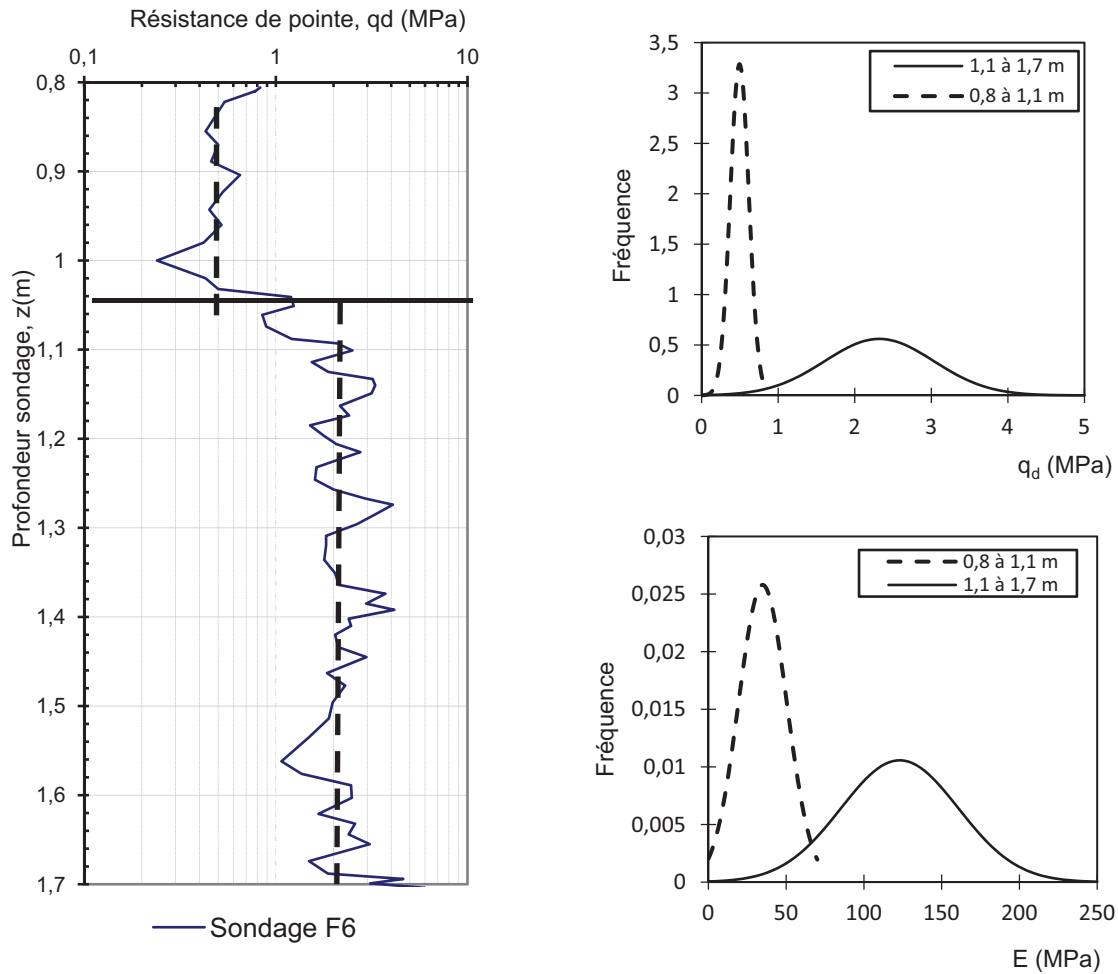 Résistance de pointe, qd (MPa)
0,1 1 10
0.8
0,9
1
1,1
1,2
1,3
1,4
1,5
1,6
1,7
Profondeur sondage, z(m)
Sondage F6
3,5
3
2,5
2
1,5
1
0,5
0
Fréquence
1,1 à 1,7 m
0,8 à 1,1 m
0 1 2 3 4 5
qd (MPa)
0,03
0,025
0,02
0,015
0,01
0,005
0
Fréquence
0,8 à 1,1 m
1,1 à 1,7 m
0 50 100 150 200 250
E (MPa)